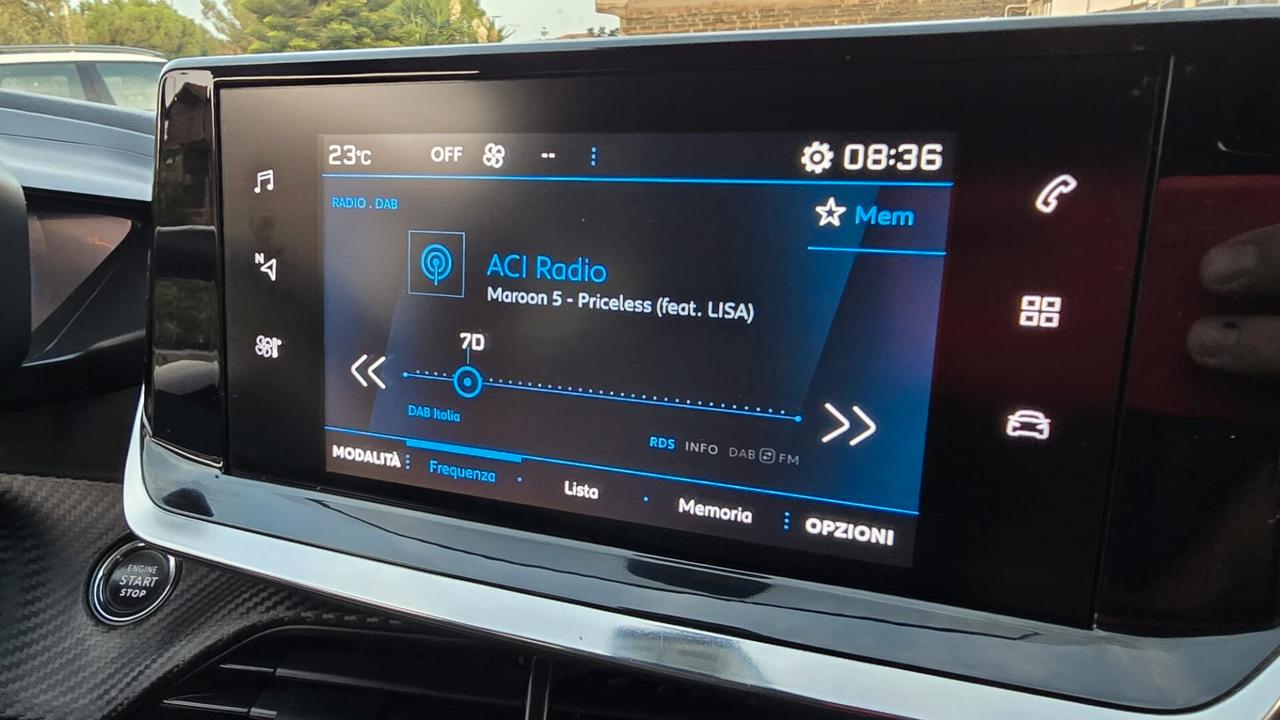 23°C OFF -- 08:36
RADIO . DAB
Mem
ACI Radio
Maroon 5 - Priceless (feat. LISA)
N
7D
DAB Italia
RDS INFO DAB FM
MODALITÀ Frequenza Lista Memoria OPZIONI
ENGINE
START
STOP